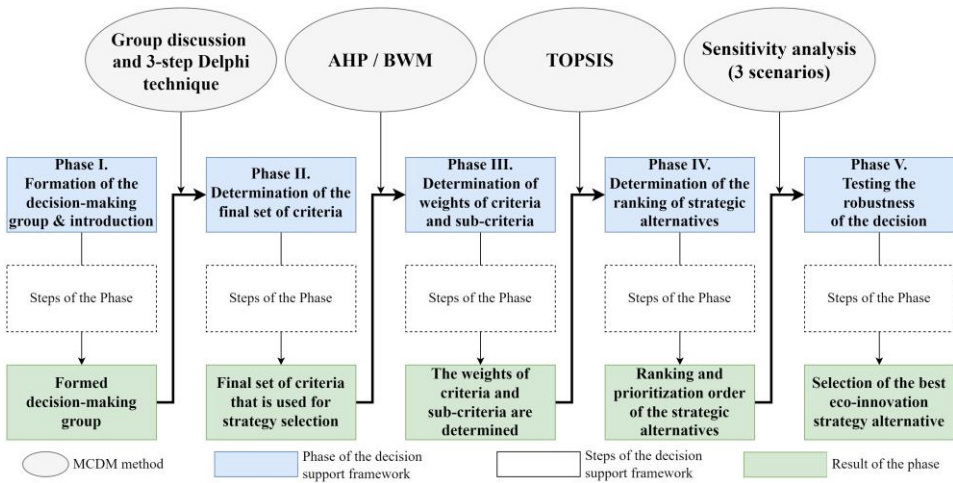 Group discussion
and 3-step Delphi
technique
AHP / BWM
TOPSIS
Sensitivity analysis
(3 scenarios)
Phase I.
Formation of the
decision-making
group & introduction
Phase II.
Determination of the
final set of criteria
Phase III.
Determination of
weights of criteria
and sub-criteria
Phase IV.
Determination of the
ranking of strategic
alternatives
Phase V.
Testing the
robustness
of the decision
Steps of the Phase
Steps of the Phase
Steps of the Phase
Steps of the Phase
Steps of the Phase
Formed
decision-making
group
Final set of criteria
that is used for
strategy selection
The weights of
criteria and
sub-criteria are
determined
Ranking and
prioritization order
of the strategic
alternatives
Selection of the best
eco-innovation
strategy alternative
MCDM method
Phase of the decision
support framework
Steps of the decision
support framework
Result of the phase